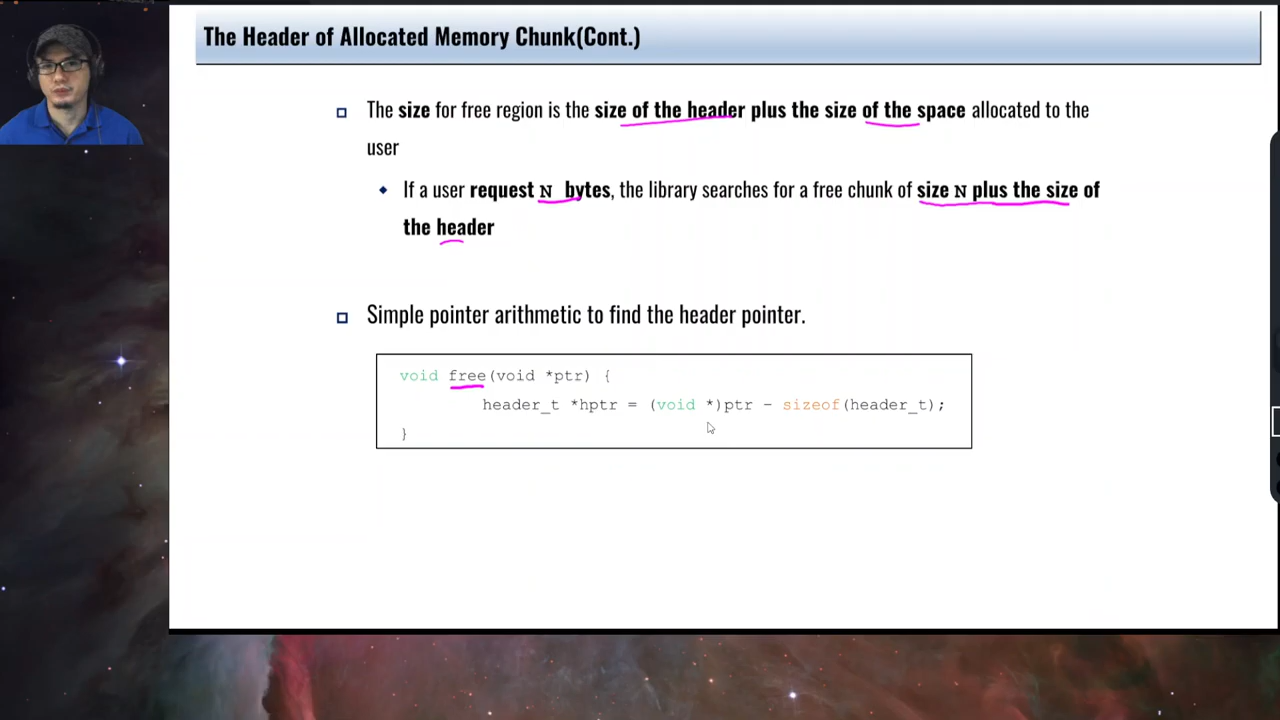 The Header of Allocated Memory Chunk(Cont.)
The size for free region is the size of the header plus the size of the space allocated to the
user
If a user request N bytes, the library searches for a free chunk of size N plus the size of
the header
Simple pointer arithmetic to find the header pointer.
void free(void *ptr) {
header_t *hptr = (void *)ptr – sizeof(header_t);
}